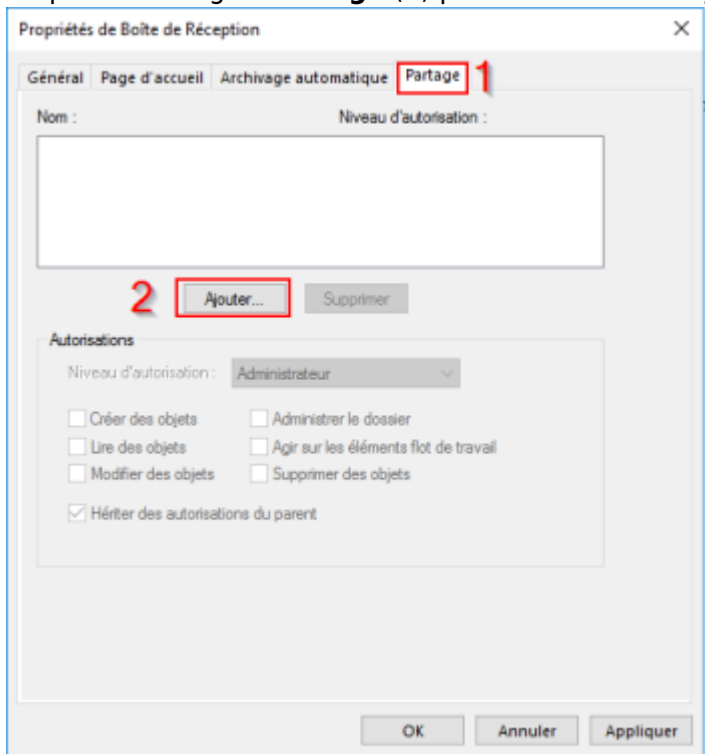 Propriétés de Boîte de Réception
Général Page d'accueil Archivage automatique Partage 1
Nom : Niveau d'autorisation :
2 Ajouter... Supprimer
Autorisations
Niveau d'autorisation : Administrateur
Créer des objets Administrer le dossier
Lire des objets Agir sur les éléments flot de travail
Modifier des objets Supprimer des objets
Hériter des autorisations du parent
OK Annuler Appliquer